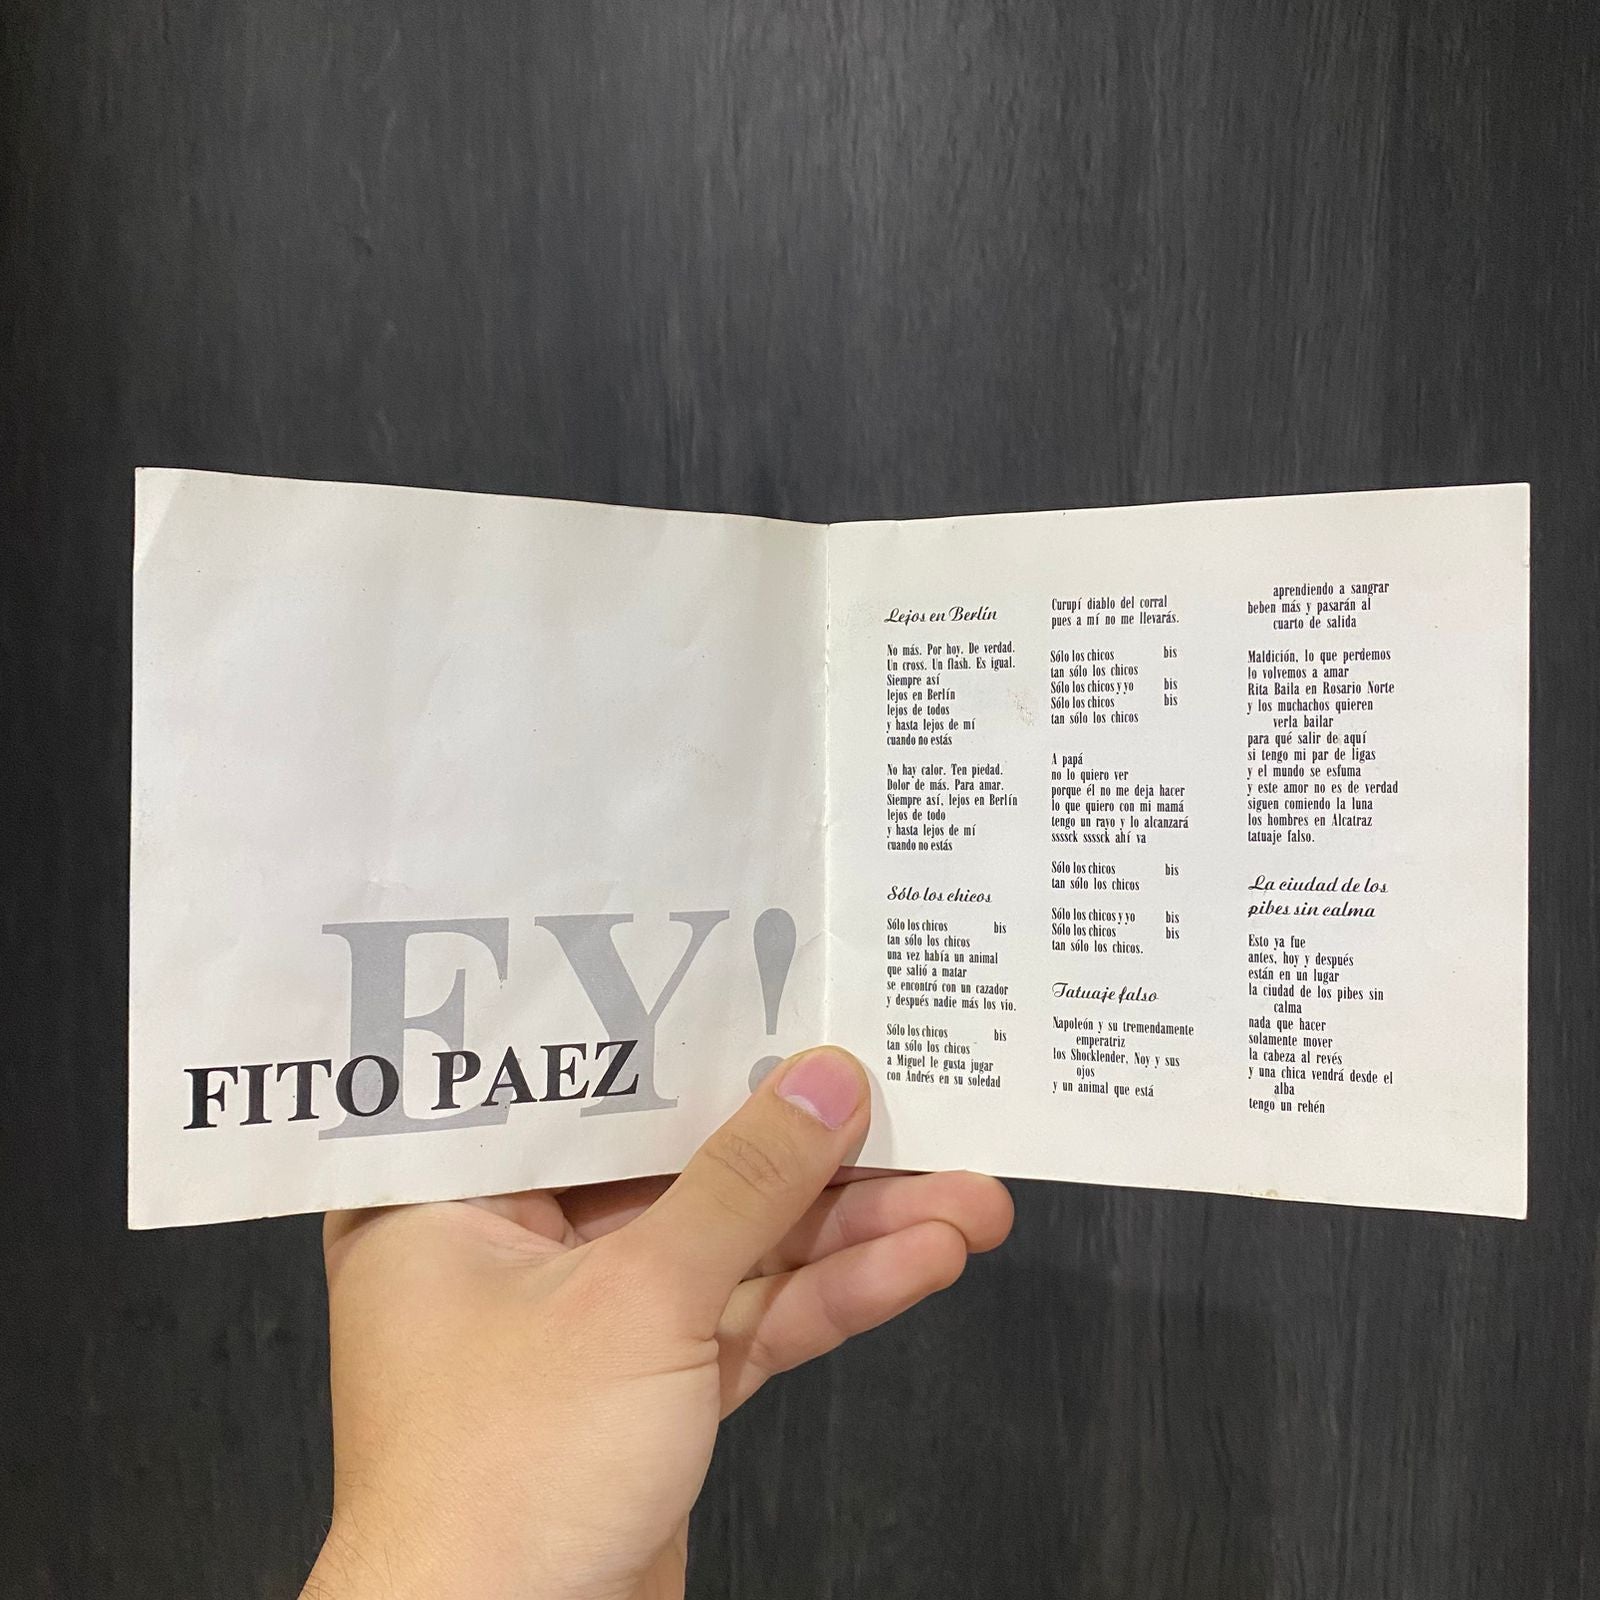 EY!
FITO PAEZ
Lejos en Berlín
No más. Por hoy. De verdad.
Un cross. Un flash. Es igual.
Siempre así
lejos en Berlín
lejos de todos
y hasta lejos de mí
cuando no estás
No hay calor. Ten piedad.
Dolor de más. Para amar.
Siempre así, lejos en Berlín
lejos de todo
y hasta lejos de mí
cuando no estás
Sólo los chicos
Sólo los chicos bis
tan sólo los chicos
una vez había un animal
que salió a matar
se encontró con un cazador
y después nadie más los vio.
Sólo los chicos bis
tan sólo los chicos
a Miguel le gusta jugar
con Andrés en su soledad
Curupí diablo del corral
pues a mí no me llevarás.
Sólo los chicos bis
tan sólo los chicos
Sólo los chicos y yo bis
Sólo los chicos bis
tan sólo los chicos
A papá
no lo quiero ver
porque él no me deja hacer
lo que quiero con mi mamá
tengo un rayo y lo alcanzará
ssssck ssssck ahí va
Sólo los chicos bis
tan sólo los chicos
Sólo los chicos y yo bis
Sólo los chicos bis
tan sólo los chicos.
Tatuaje falso
Napoleón y su tremendamente
emperatriz
los Shocklender, Noy y sus
ojos
y un animal que está
aprendiendo a sangrar
beben más y pasarán al
cuarto de salida
Maldición, lo que perdemos
lo volvemos a amar
Rita Baila en Rosario Norte
y los muchachos quieren
verla bailar
para qué salir de aquí
si tengo mi par de ligas
y el mundo se esfuma
y este amor no es de verdad
siguen comiendo la luna
los hombres en Alcatraz
tatuaje falso.
La ciudad de los
pibes sin calma
Esto ya fue
antes, hoy y después
están en un lugar
la ciudad de los pibes sin
calma
nada que hacer
solamente mover
la cabeza al revés
y una chica vendrá desde el
alba
tengo un rehén